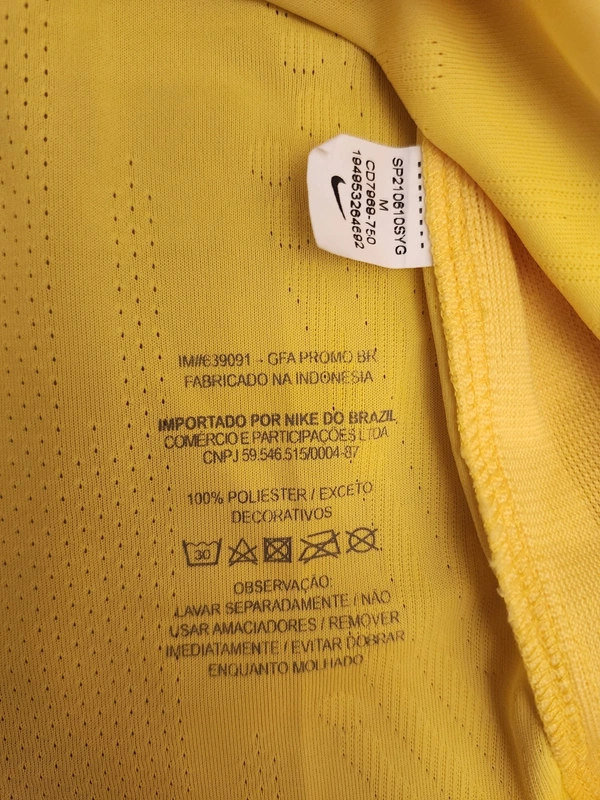 SP210610SYG
M
CD7969-750
194953264692
IM#639091 - GFA PROMO BR
FABRICADO NA INDONESIA
IMPORTADO POR NIKE DO BRAZIL
COMÉRCIO E PARTICIPAÇÕES LTDA
CNPJ 59.546.515/0004-87
100% POLIESTER / EXCETO
DECORATIVOS
30
OBSERVAÇÃO:
LAVAR SEPARADAMENTE / NÃO
USAR AMACIADORES / REMOVER
IMEDIATAMENTE / EVITAR DOBRAR
ENQUANTO MOLHADO